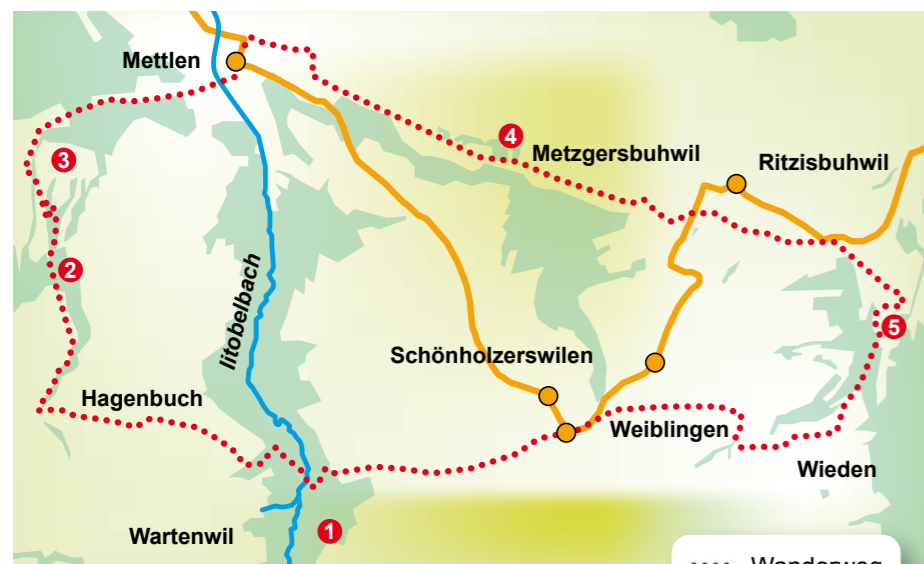 Mettlen
3
4
Metzgersbuhwil
Ritzisbuhwil
2
Iitobelbach
5
Schönholzerswilen
Hagenbuch
Weiblingen
Wieden
Wartenwil
1
Wanderweg